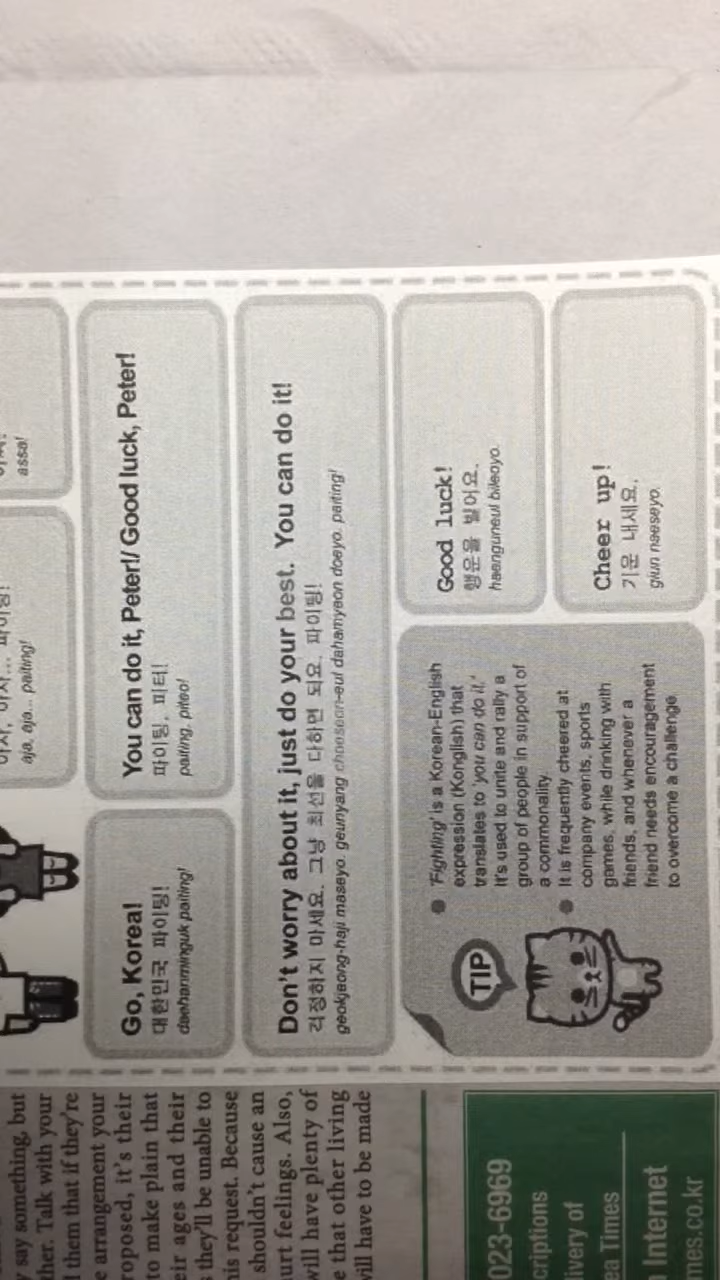 say something, but
ther. Talk with your
them that if they're
arrangement your
roposed, it's their
to make plain that
eir ages and their
they'll be unable to
his request. Because
shouldn't cause an
urt feelings. Also,
will have plenty of
e that other living
will have to be made
023-6969
criptions
livery of
a Times
Internet
mes.co.kr
aja, aja... paiting!
assa!
Go, Korea!
대한민국 파이팅!
daehanminguk paiting!
You can do it, Peter!/ Good luck, Peter!
파이팅, 피터!
paiting, piteo!
Don't worry about it, just do your best. You can do it!
걱정하지 마세요. 그냥 최선을 다하면 되요. 파이팅!
geokjeong-haji maseyo. geunyang chooseon-eul dahamyeon doeyo. paiting!
TIP
● 'Fighting' is a Korean-English
expression (Konglish) that
translates to 'you can do it.'
It's used to unite and rally a
group of people in support of
a commonality.
● It is frequently cheered at
company events, sports
games, while drinking with
friends, and whenever a
friend needs encouragement
to overcome a challenge.
Good luck!
행운을 빌어요.
haenguneul bileoyo.
Cheer up!
기운 내세요.
giun naeseyo.